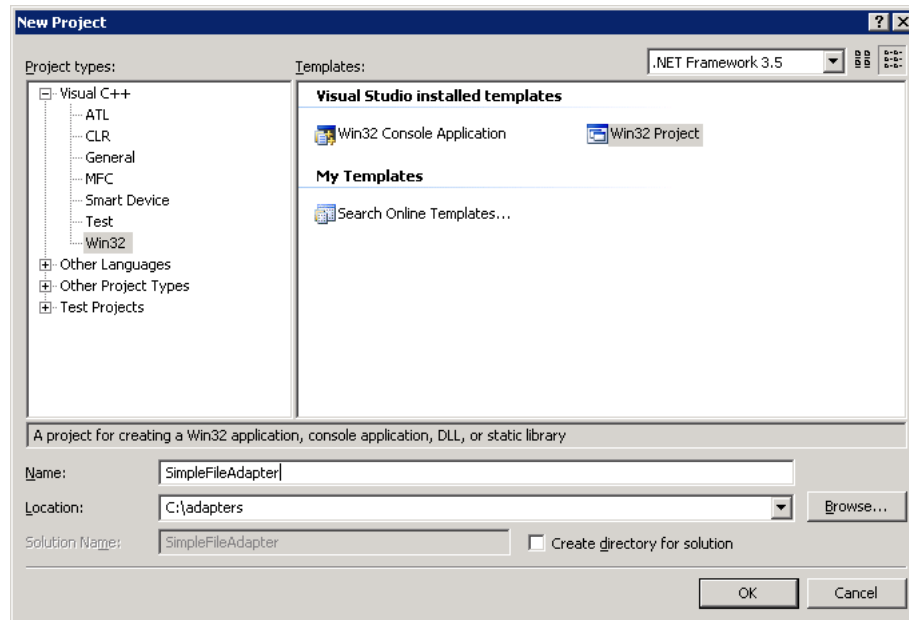 New Project
Project types:
Templates:
.NET Framework 3.5
Visual C++
ATL
CLR
General
MFC
Smart Device
Test
Win32
Other Languages
Other Project Types
Test Projects
Visual Studio installed templates
Win32 Console Application
Win32 Project
My Templates
Search Online Templates...
A project for creating a Win32 application, console application, DLL, or static library
Name:
SimpleFileAdapter
Location:
C:\adapters
Browse...
Solution Name:
SimpleFileAdapter
Create directory for solution
OK
Cancel